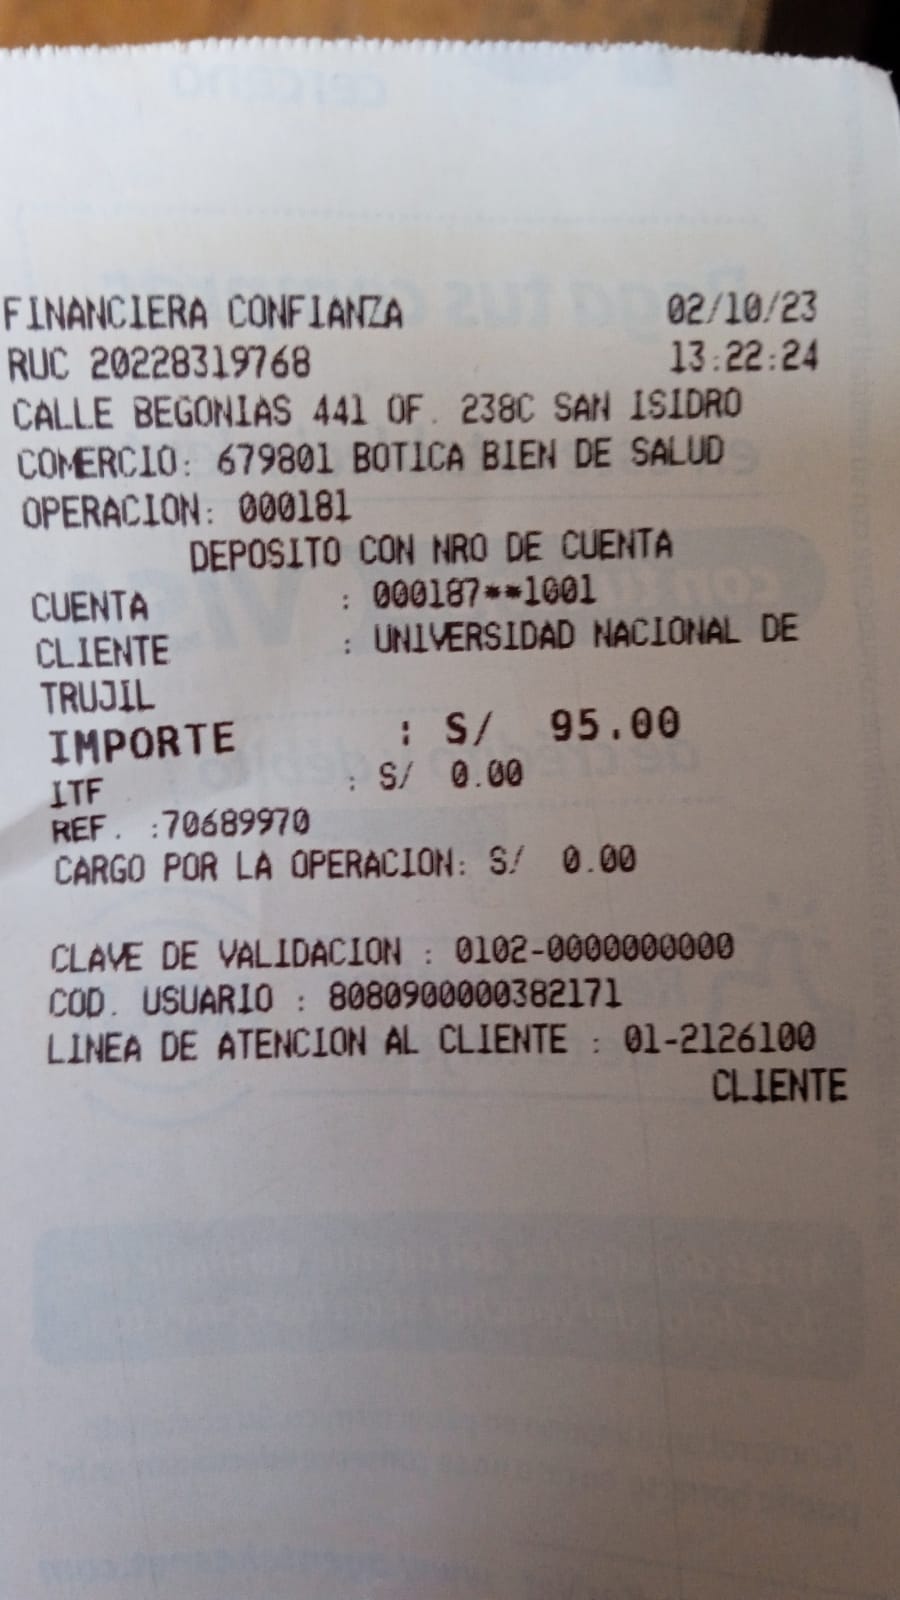 FINANCIERA CONFIANZA 02/10/23
RUC 20228319768 13:22:24
CALLE BEGONIAS 441 OF. 238C SAN ISIDRO
COMERCIO: 679801 BOTICA BIEN DE SALUD
OPERACION: 000181
DEPOSITO CON NRO DE CUENTA
CUENTA : 000187**1001
CLIENTE : UNIVERSIDAD NACIONAL DE
TRUJIL
IMPORTE : S/ 95.00
ITF : S/ 0.00
REF. :70689970
CARGO POR LA OPERACION: S/ 0.00
CLAVE DE VALIDACION : 0102-0000000000
COD. USUARIO : 8080900000382171
LINEA DE ATENCION AL CLIENTE : 01-2126100
CLIENTE